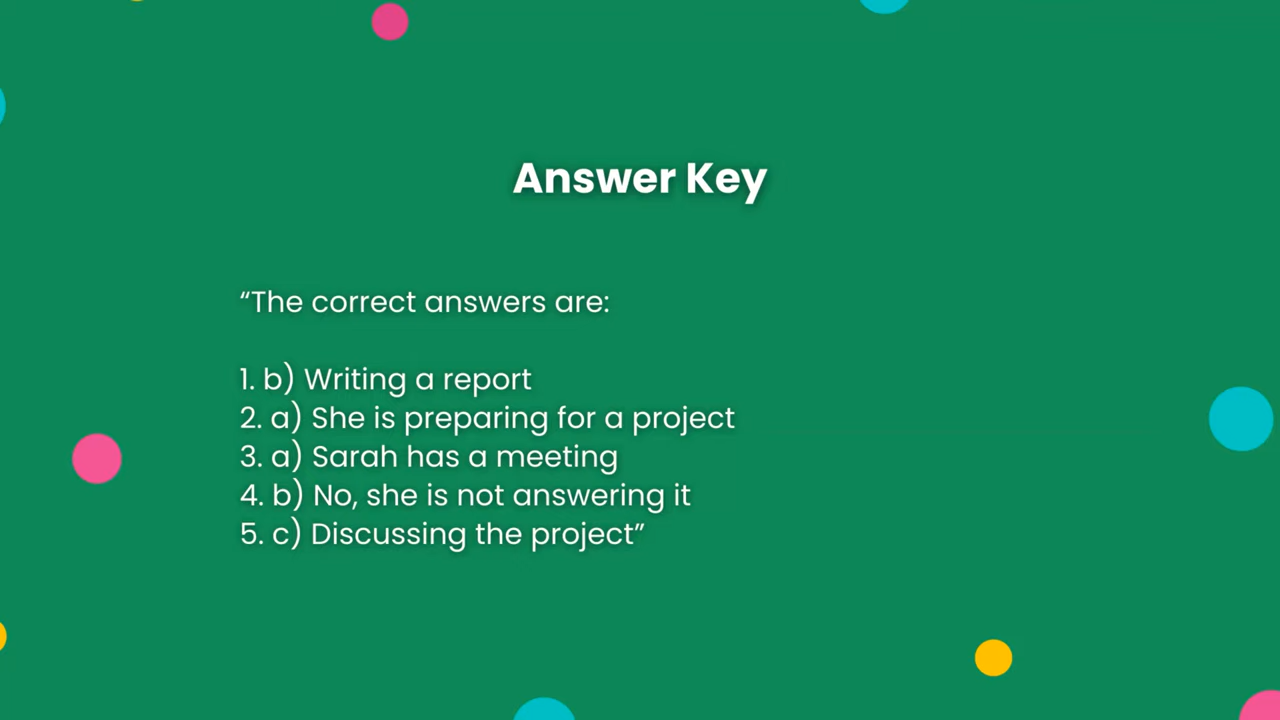 Answer Key
“The correct answers are:
1. b) Writing a report
2. a) She is preparing for a project
3. a) Sarah has a meeting
4. b) No, she is not answering it
5. c) Discussing the project”